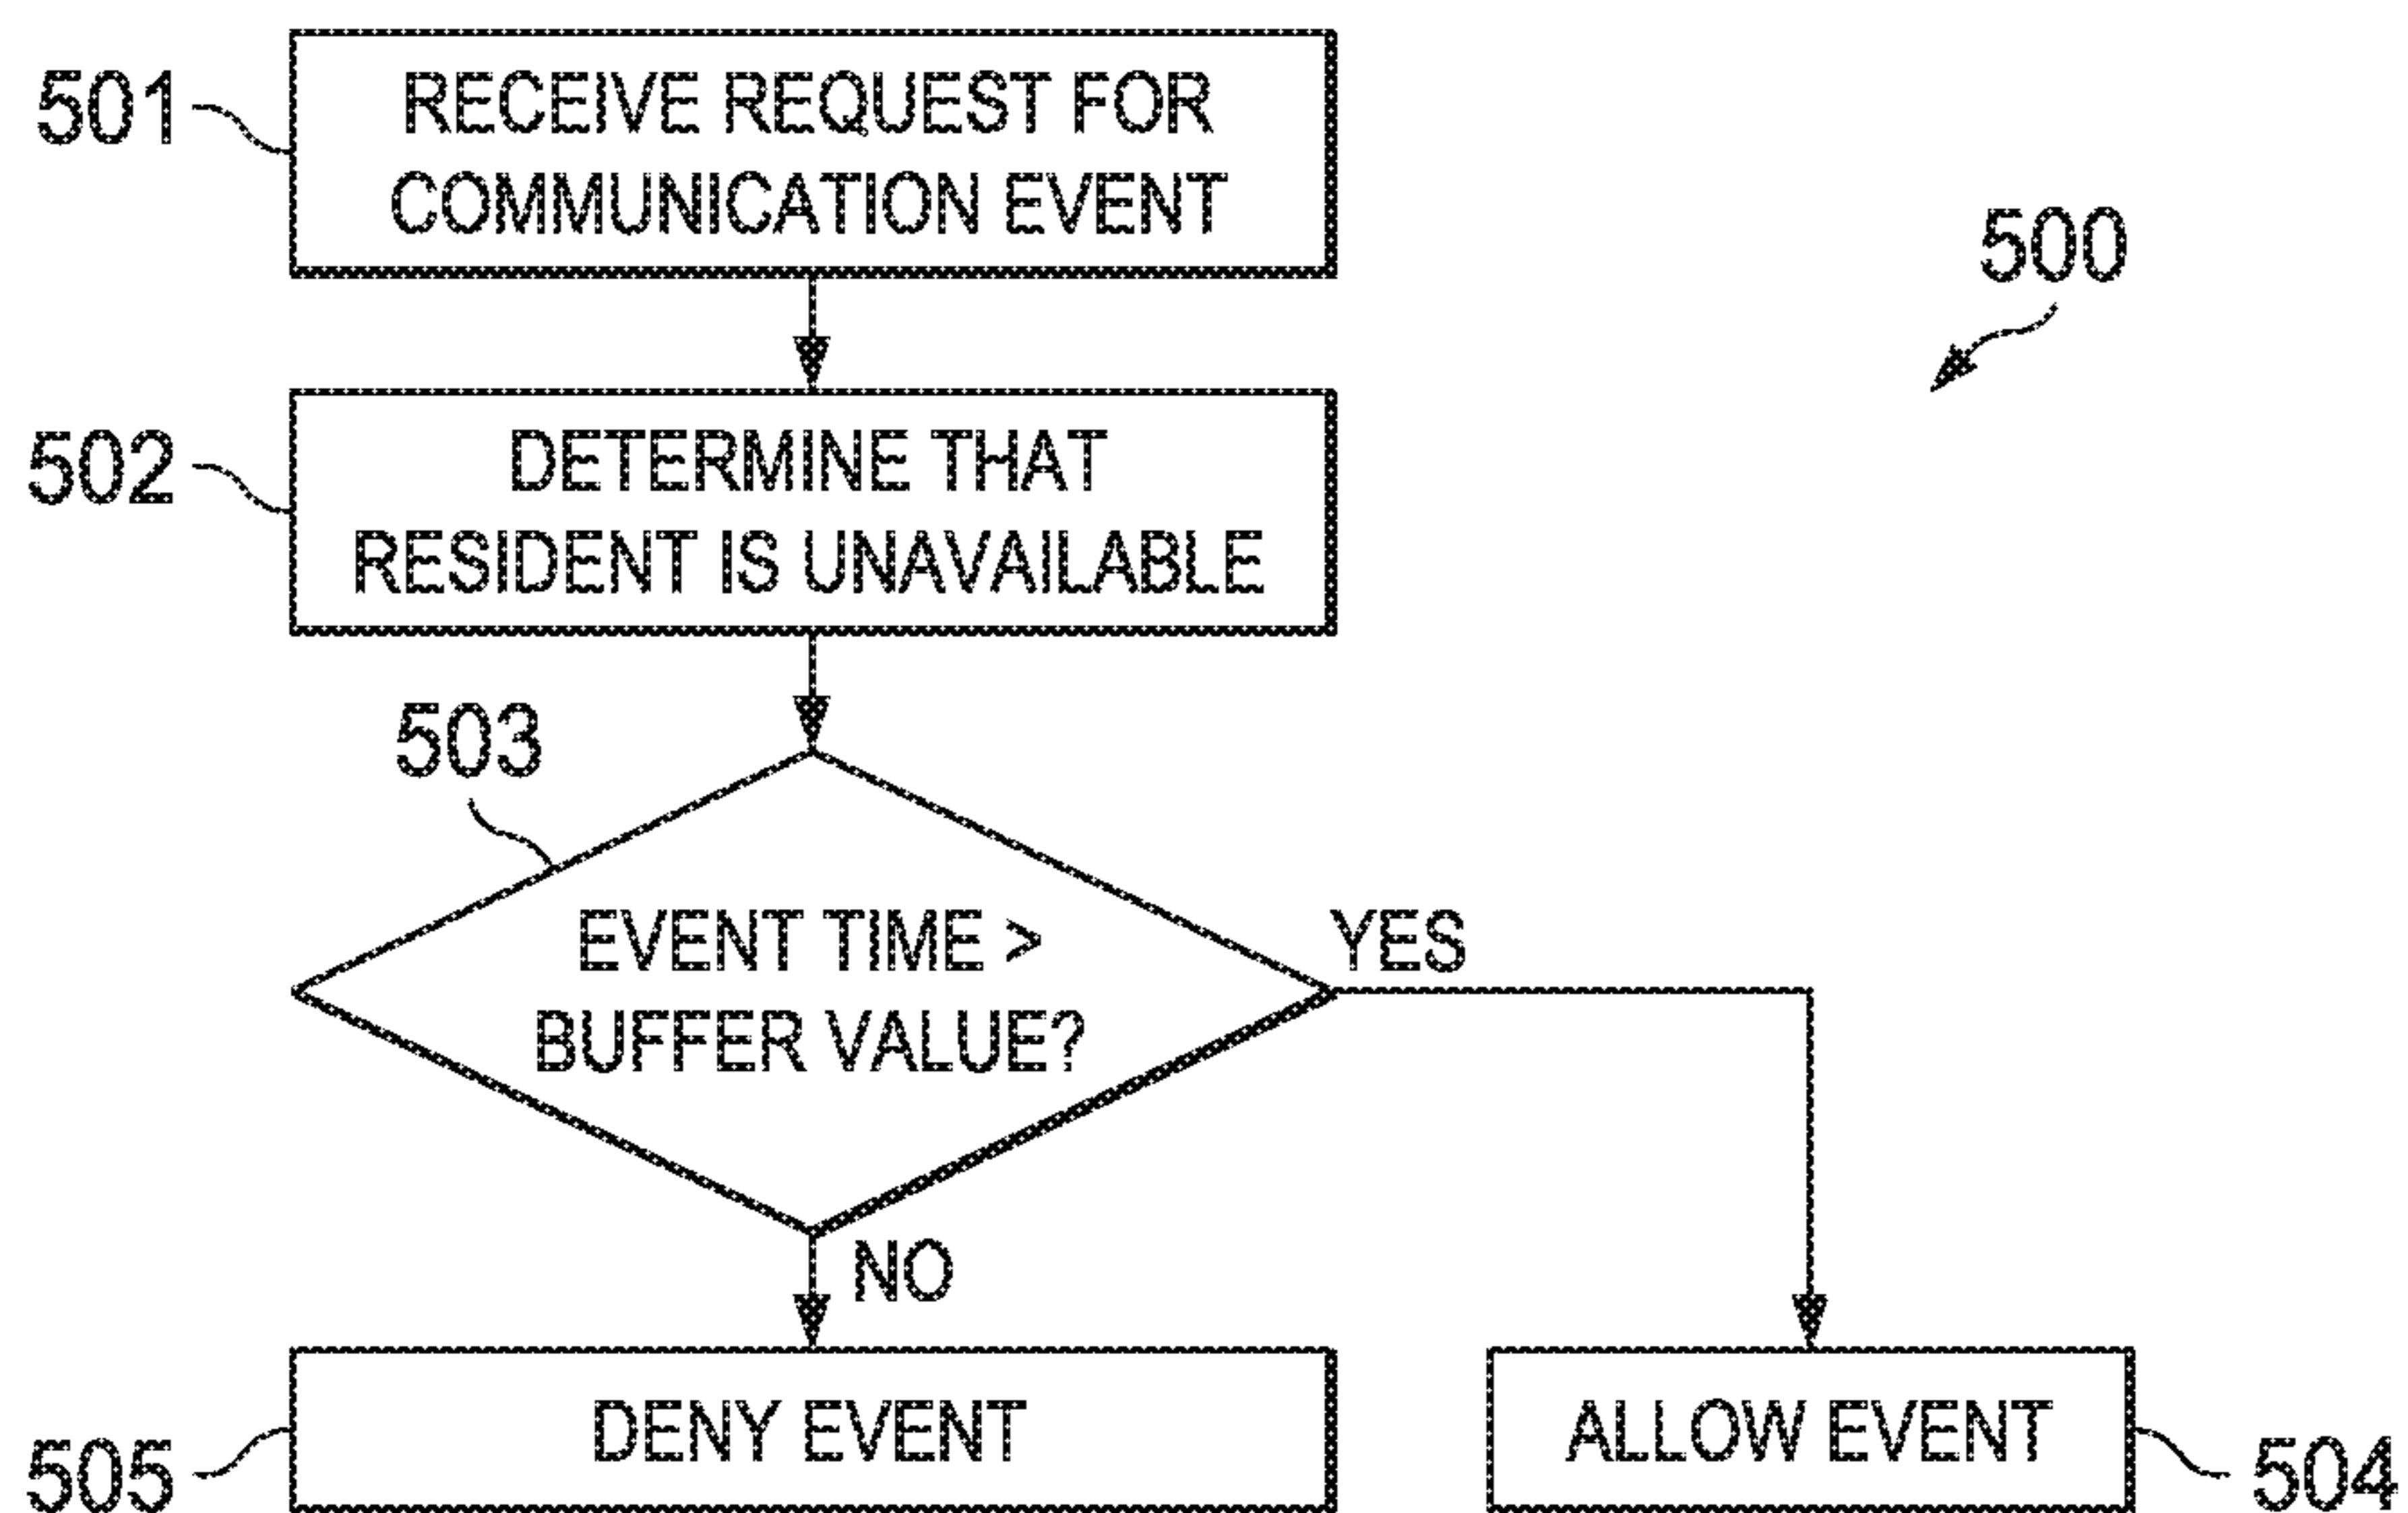 501
RECEIVE REQUEST FOR
COMMUNICATION EVENT
500
502
DETERMINE THAT
RESIDENT IS UNAVAILABLE
503
EVENT TIME >
BUFFER VALUE?
YES
NO
505
DENY EVENT
ALLOW EVENT
504